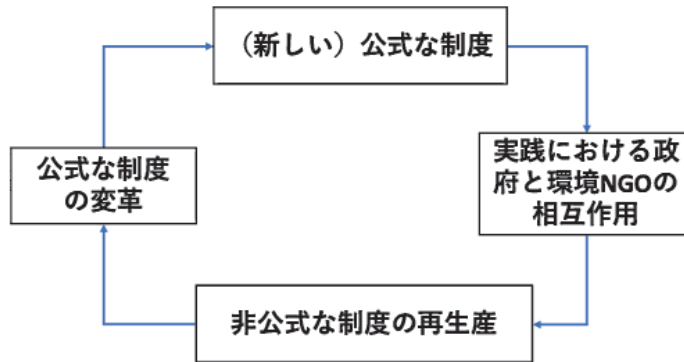 （新しい）公式な制度
実践における政
府と環境NGOの
相互作用
公式な制度
の変革
非公式な制度の再生産